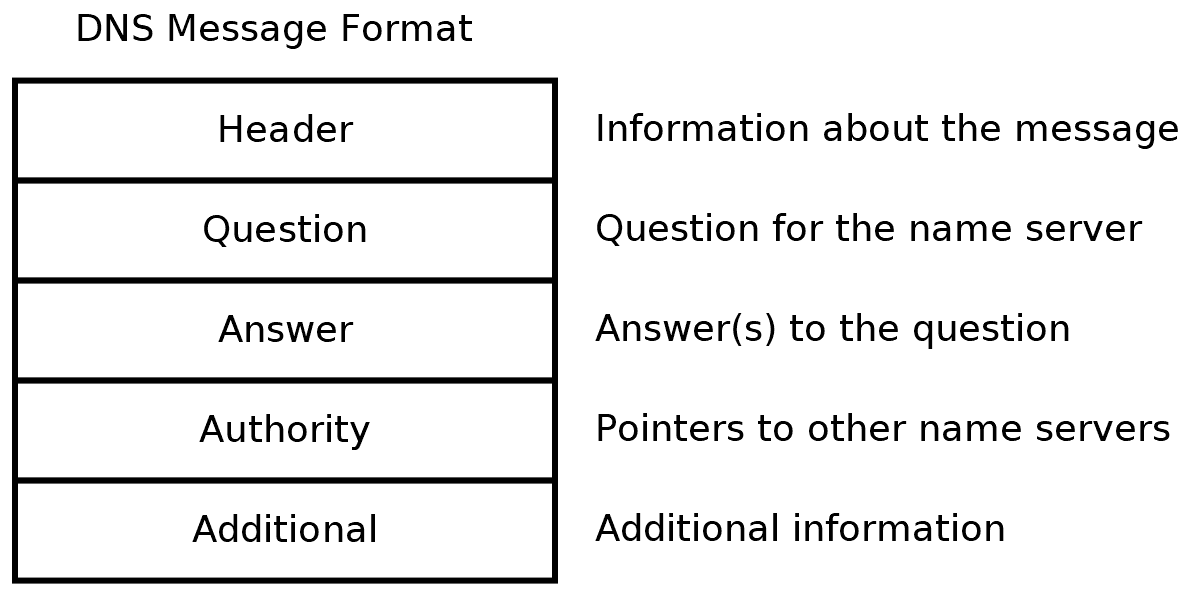 DNS Message Format
Header
Information about the message
Question
Question for the name server
Answer
Answer(s) to the question
Authority
Pointers to other name servers
Additional
Additional information